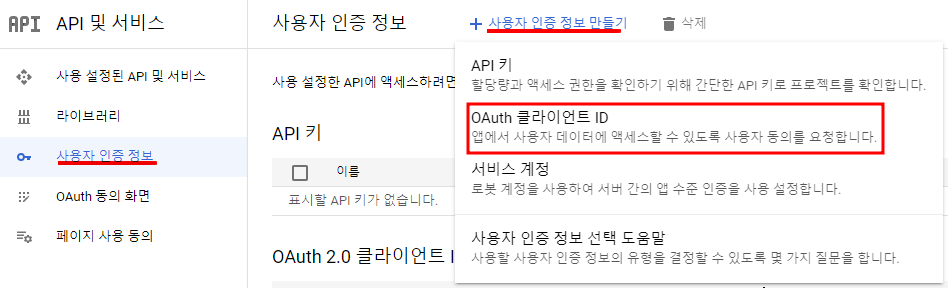 API API 및 서비스
사용 설정된 API 및 서비스
라이브러리
사용자 인증 정보
OAuth 동의 화면
페이지 사용 동의
사용자 인증 정보
+ 사용자 인증 정보 만들기
삭제
사용 설정한 API에 액세스하려면
API 키
이름
표시할 API 키가 없습니다.
OAuth 2.0 클라이언트 I
API 키
할당량과 액세스 권한을 확인하기 위해 간단한 API 키로 프로젝트를 확인합니다.
OAuth 클라이언트 ID
앱에서 사용자 데이터에 액세스할 수 있도록 사용자 동의를 요청합니다.
서비스 계정
로봇 계정을 사용하여 서버 간의 앱 수준 인증을 사용 설정합니다.
사용자 인증 정보 선택 도움말
사용할 사용자 인증 정보의 유형을 결정할 수 있도록 몇 가지 질문을 합니다.